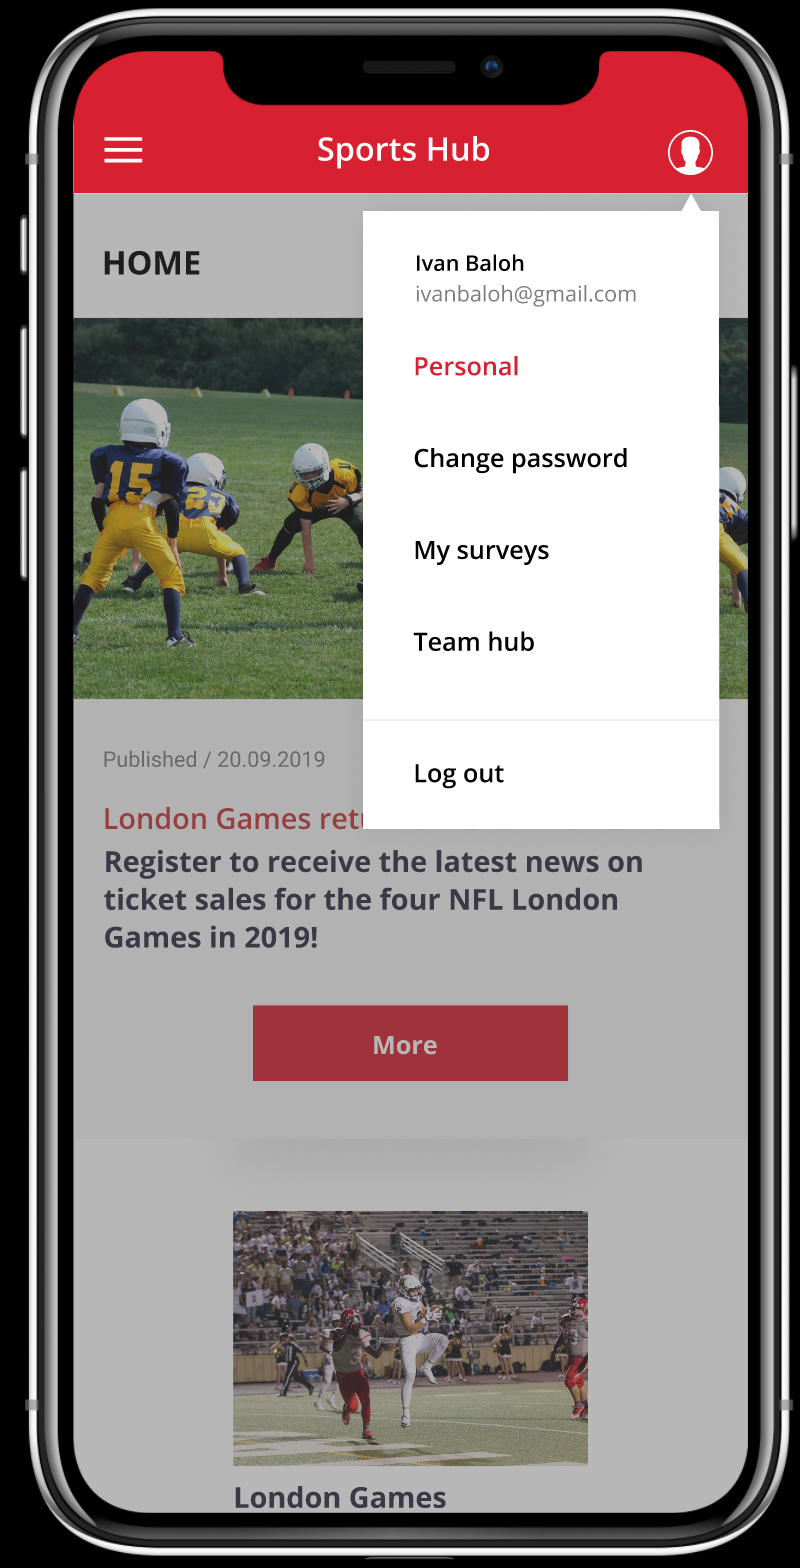 Sports Hub
HOME
Ivan Baloh
ivanbaloh@gmail.com
Personal
Change password
My surveys
Team hub
Log out
15
23
Published / 20.09.2019
London Games
Register to receive the latest news on
ticket sales for the four NFL London
Games in 2019!
More
London Games